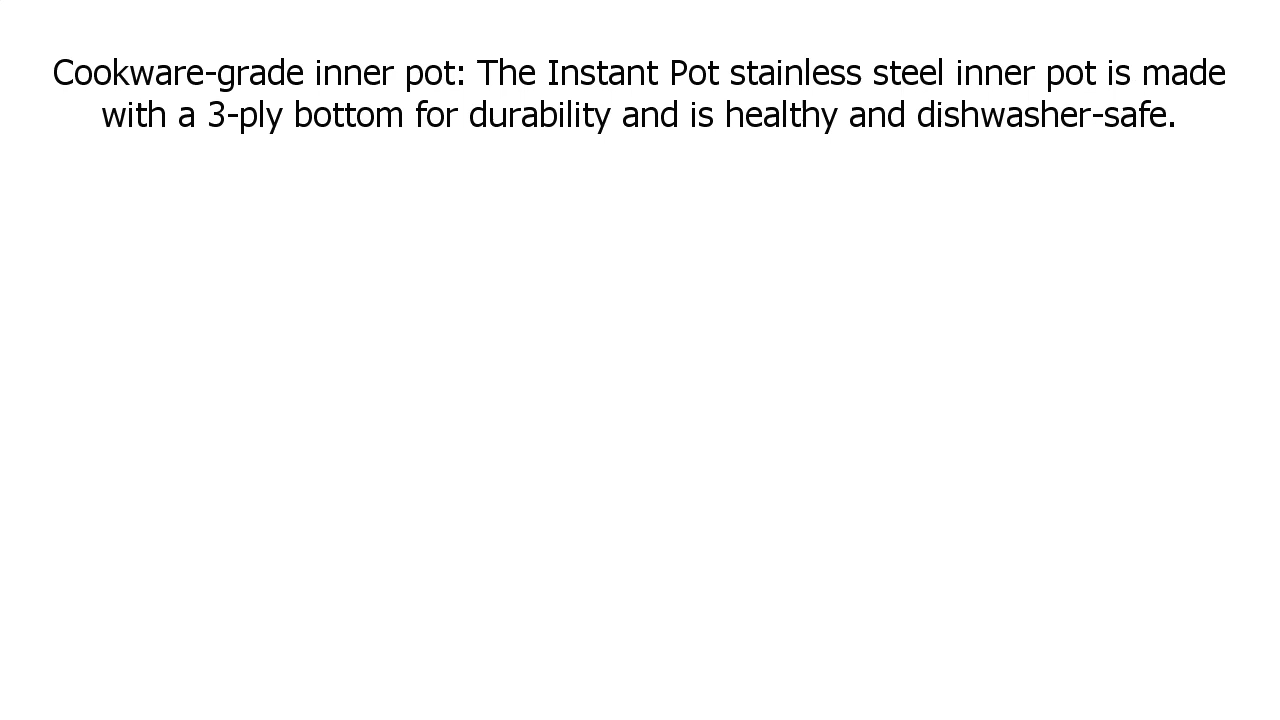 Cookware-grade inner pot: The Instant Pot stainless steel inner pot is made
with a 3-ply bottom for durability and is healthy and dishwasher-safe.